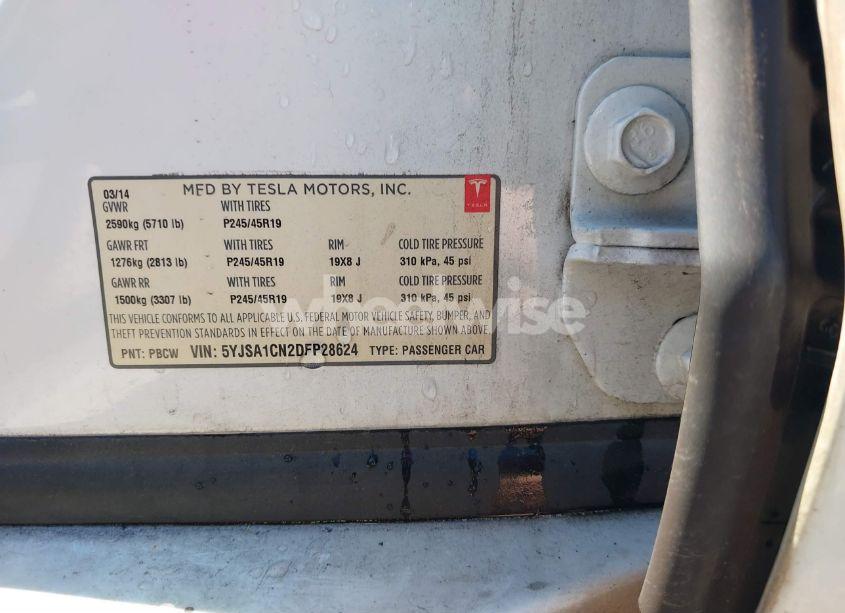 03/14 MFD BY TESLA MOTORS, INC.
TESLA
GVWR WITH TIRES
2590kg (5710 lb) P245/45R19
GAWR FRT WITH TIRES RIM COLD TIRE PRESSURE
1276kg (2813 lb) P245/45R19 19X8 J 310 kPa, 45 psi
GAWR RR WITH TIRES RIM COLD TIRE PRESSURE
1500kg (3307 lb) P245/45R19 19X8 J 310 kPa, 45 psi
THIS VEHICLE CONFORMS TO ALL APPLICABLE U.S. FEDERAL MOTOR VEHICLE SAFETY, BUMPER, AND
THEFT PREVENTION STANDARDS IN EFFECT ON THE DATE OF MANUFACTURE SHOWN ABOVE.
PNT: PBCW VIN: 5YJSA1CN2DFP28624 TYPE: PASSENGER CAR